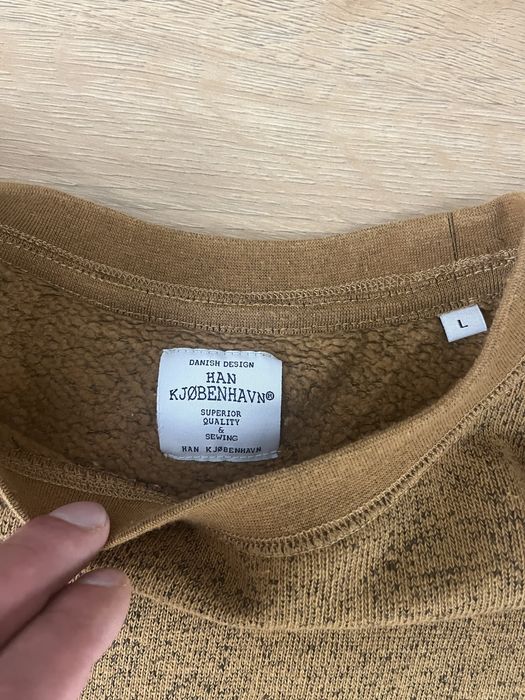 DANISH DESIGN
HAN
KJØBENHAVN®
SUPERIOR
QUALITY
&
SEWING
HAN KJØBENHAVN
L